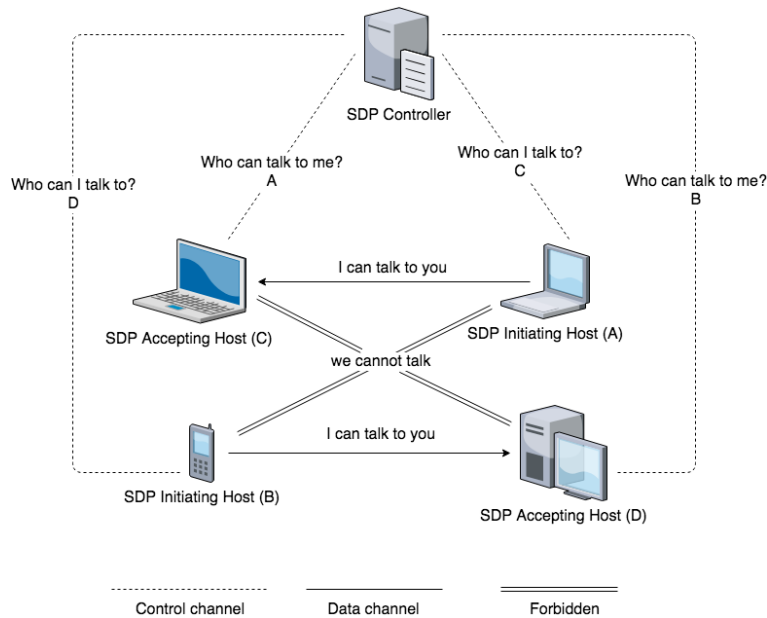 SDP Controller
Who can talk to me?
A
Who can I talk to?
C
Who can I talk to?
D
Who can talk to me?
B
I can talk to you
SDP Accepting Host (C)
SDP Initiating Host (A)
we cannot talk
I can talk to you
SDP Initiating Host (B)
SDP Accepting Host (D)
Control channel
Data channel
Forbidden